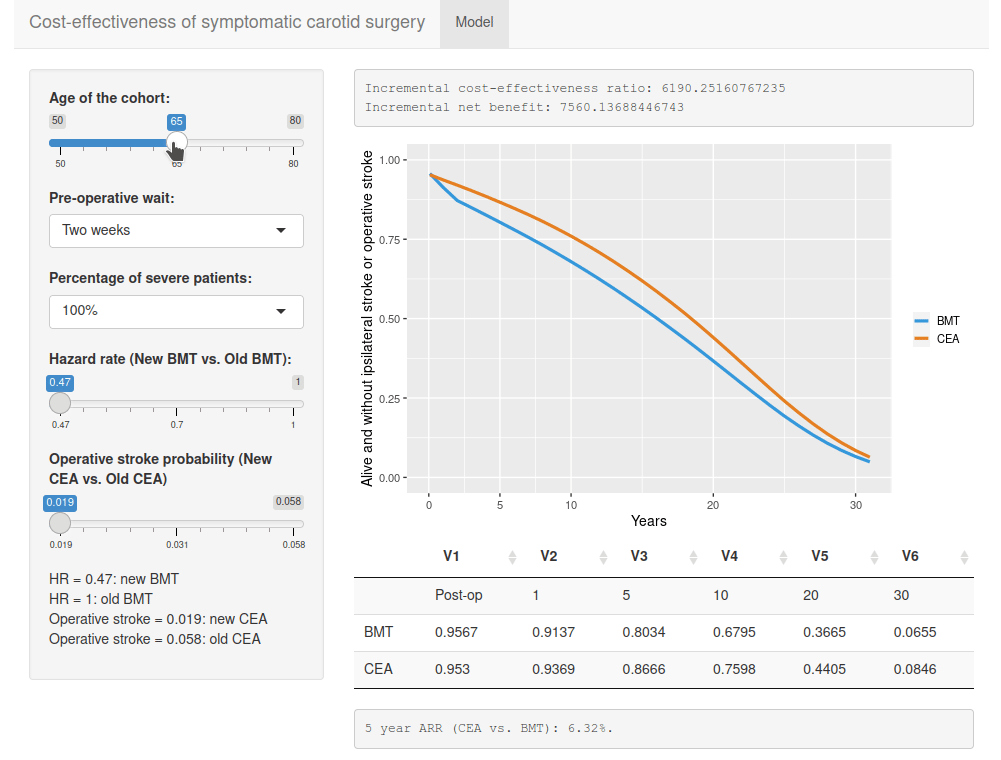 Cost-effectiveness of symptomatic carotid surgery Model
Age of the cohort:
50 65 80
50 65 80
Pre-operative wait:
Two weeks
Percentage of severe patients:
100%
Hazard rate (New BMT vs. Old BMT):
0.47 1
0.47 0.7 1
Operative stroke probability (New
CEA vs. Old CEA)
0.019 0.058
0.019 0.031 0.058
HR = 0.47: new BMT
HR = 1: old BMT
Operative stroke = 0.019: new CEA
Operative stroke = 0.058: old CEA
Incremental cost-effectiveness ratio: 6190.25160767235
Incremental net benefit: 7560.13688446743
Alive and without ipsilateral stroke or operative stroke
1.00
0.75
0.50
0.25
0.00
0 5 10 20 30
Years
BMT
CEA
V1 V2 V3 V4 V5 V6
Post-op 1 5 10 20 30
BMT 0.9567 0.9137 0.8034 0.6795 0.3665 0.0655
CEA 0.953 0.9369 0.8666 0.7598 0.4405 0.0846
5 year ARR (CEA vs. BMT): 6.32%.